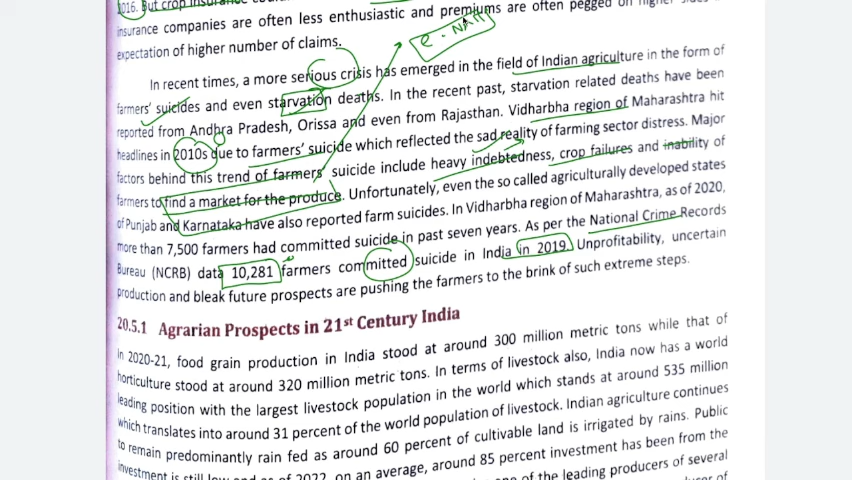 2016. But crop insurance
insurance companies are often less enthusiastic and premiums are often pegged on higher
expectation of higher number of claims.
e-NAM
In recent times, a more serious crisis has emerged in the field of Indian agriculture in the form of
farmers' suicides and even starvation deaths. In the recent past, starvation related deaths have been
reported from Andhra Pradesh, Orissa and even from Rajasthan. Vidharbha region of Maharashtra hit
headlines in 2010s due to farmers' suicide which reflected the sad reality of farming sector distress. Major
factors behind this trend of farmers' suicide include heavy indebtedness, crop failures and inability of
farmers to find a market for the produce. Unfortunately, even the so called agriculturally developed states
of Punjab and Karnataka have also reported farm suicides. In Vidharbha region of Maharashtra, as of 2020,
more than 7,500 farmers had committed suicide in past seven years. As per the National Crime Records
Bureau (NCRB) data 10,281 farmers committed suicide in India in 2019. Unprofitability, uncertain
production and bleak future prospects are pushing the farmers to the brink of such extreme steps.
20.5.1 Agrarian Prospects in 21st Century India
In 2020-21, food grain production in India stood at around 300 million metric tons while that of
horticulture stood at around 320 million metric tons. In terms of livestock also, India now has a world
leading position with the largest livestock population in the world which stands at around 535 million
which translates into around 31 percent of the world population of livestock. Indian agriculture continues
to remain predominantly rain fed as around 60 percent of cultivable land is irrigated by rains. Public
investment is still low and as of 2022, on an average, around 85 percent investment has been from the
one of the leading producers of several